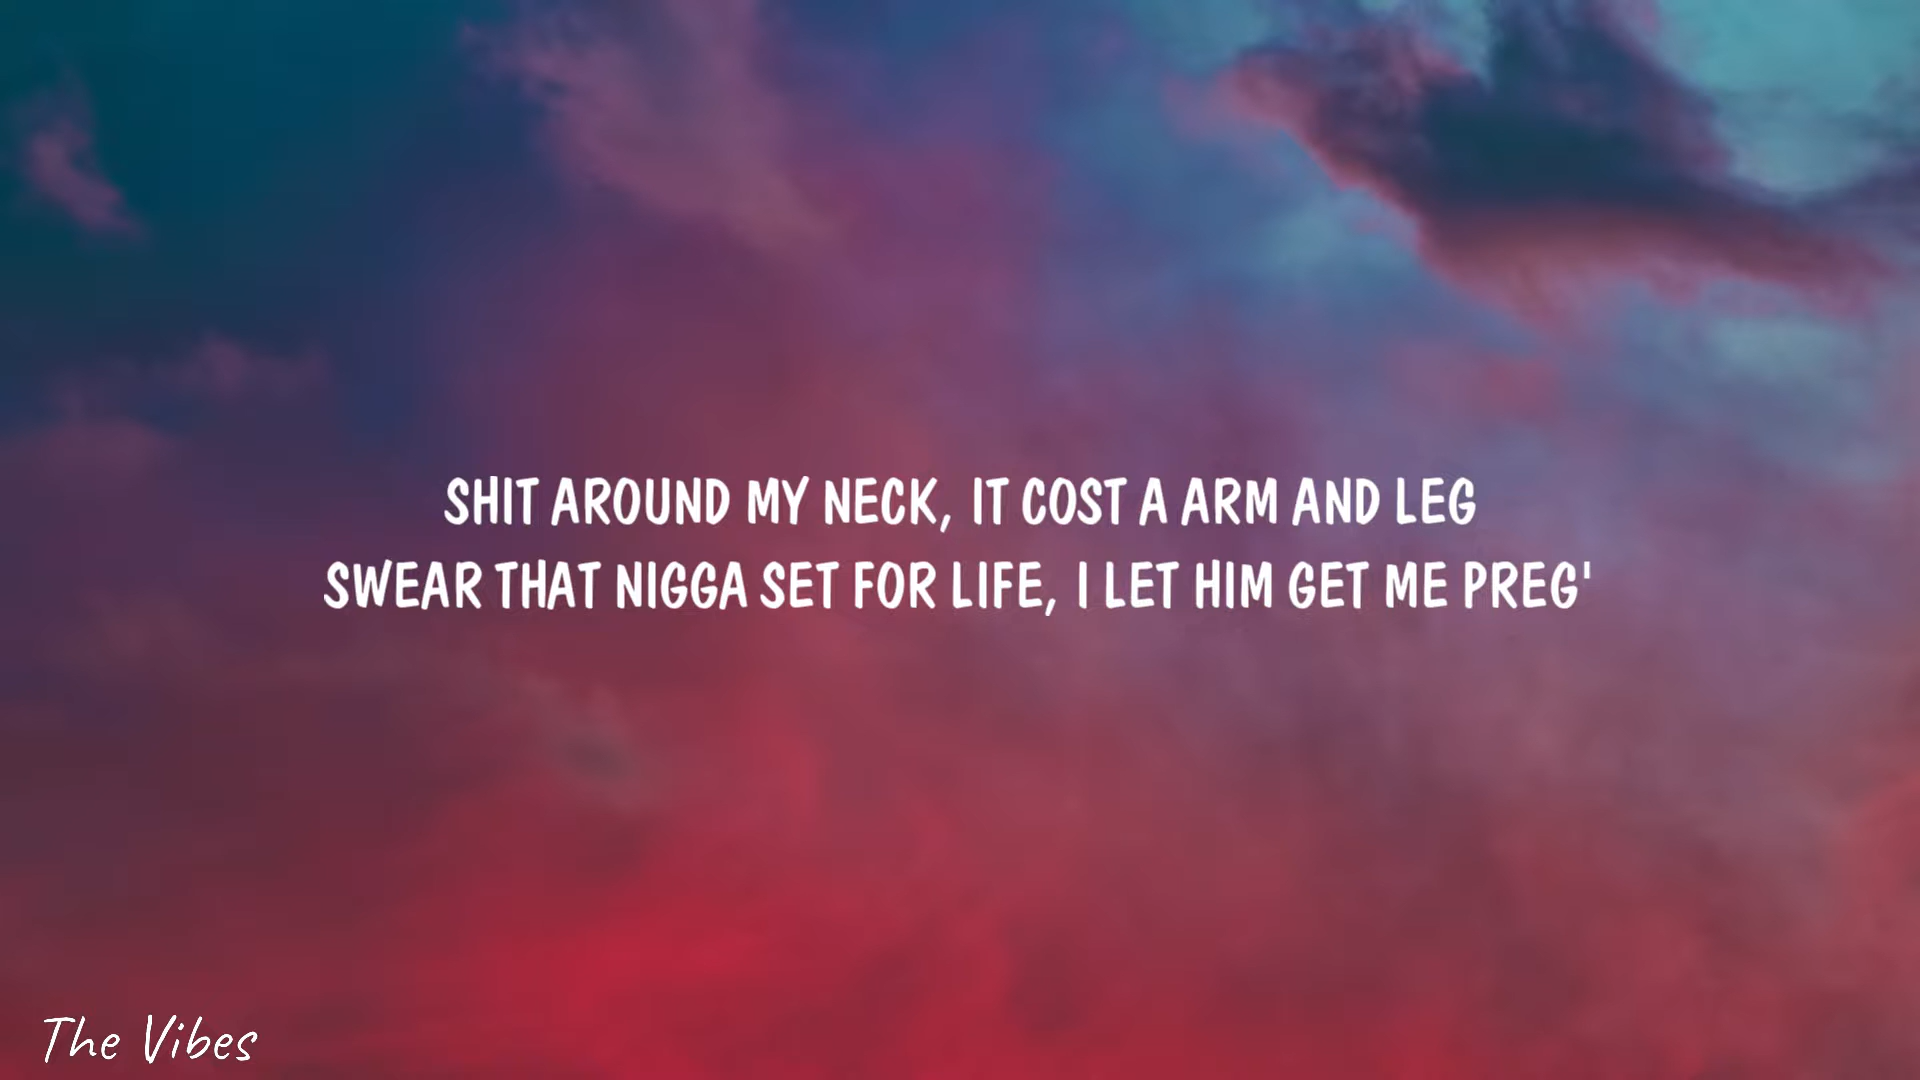 SHIT AROUND MY NECK, IT COST A ARM AND LEG
SWEAR THAT NIGGA SET FOR LIFE, I LET HIM GET ME PREG'
The Vibes